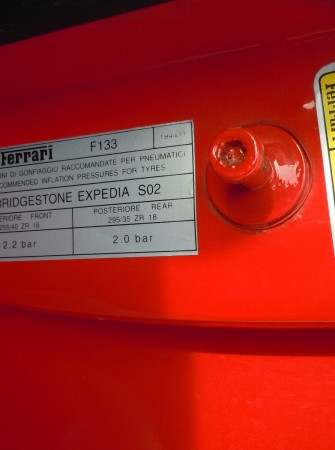 Ferrari F133
NI DI GONFIAGGIO RACCOMANDATE PER PNEUMATICI
COMMENDED INFLATION PRESSURES FOR TYRES
BRIDGESTONE EXPEDIA S02
ERIORE - FRONT POSTERIORE - REAR
255/40 ZR 18 295/35 ZR 18
2.2 bar 2.0 bar